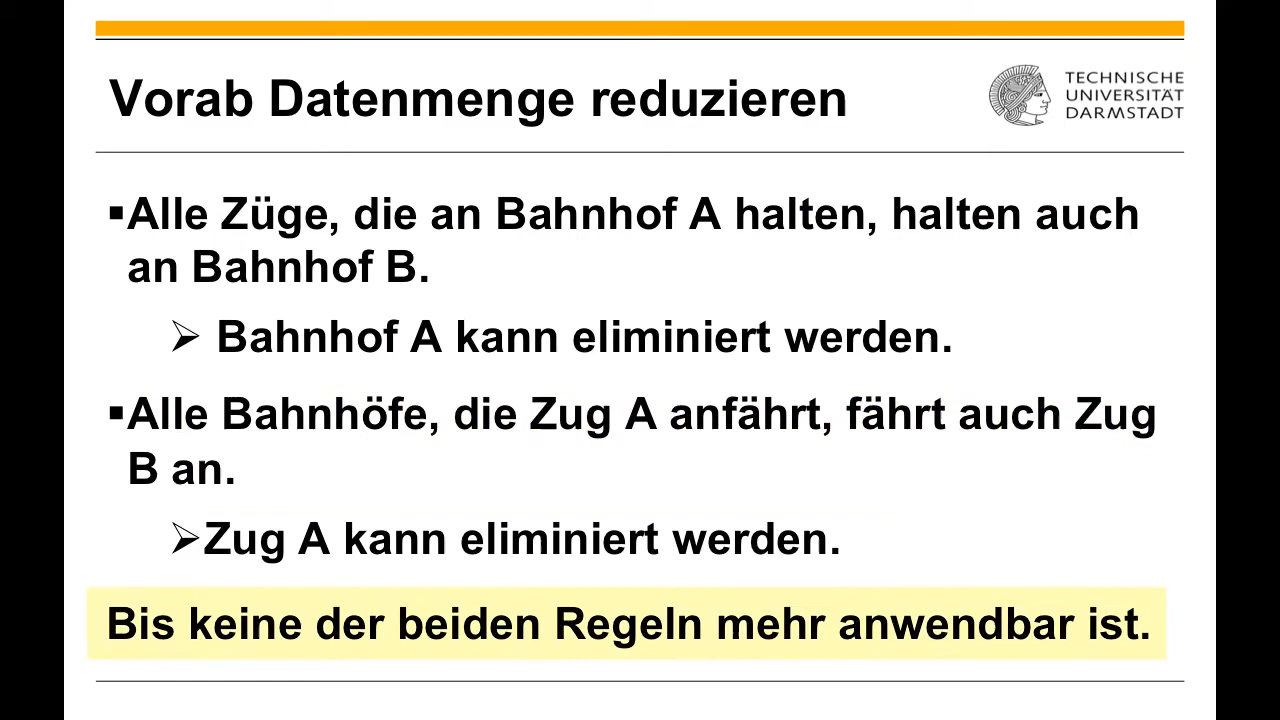 Vorab Datenmenge reduzieren
TECHNISCHE
UNIVERSITÄT
DARMSTADT
▪Alle Züge, die an Bahnhof A halten, halten auch
an Bahnhof B.
➢ Bahnhof A kann eliminiert werden.
▪Alle Bahnhöfe, die Zug A anfährt, fährt auch Zug
B an.
➢Zug A kann eliminiert werden.
Bis keine der beiden Regeln mehr anwendbar ist.